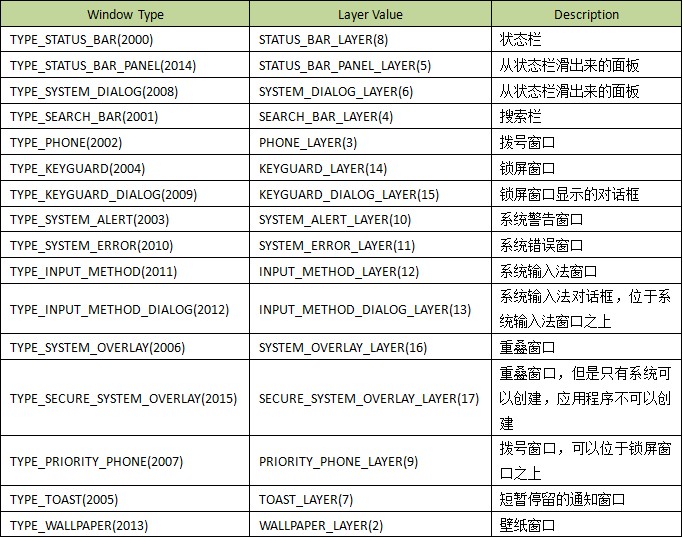 Window Type Layer Value Description
TYPE_STATUS_BAR(2000) STATUS_BAR_LAYER(8) 状态栏
TYPE_STATUS_BAR_PANEL(2014) STATUS_BAR_PANEL_LAYER(5) 从状态栏滑出来的面板
TYPE_SYSTEM_DIALOG(2008) SYSTEM_DIALOG_LAYER(6) 从状态栏滑出来的面板
TYPE_SEARCH_BAR(2001) SEARCH_BAR_LAYER(4) 搜索栏
TYPE_PHONE(2002) PHONE_LAYER(3) 拨号窗口
TYPE_KEYGUARD(2004) KEYGUARD_LAYER(14) 锁屏窗口
TYPE_KEYGUARD_DIALOG(2009) KEYGUARD_DIALOG_LAYER(15) 锁屏窗口显示的对话框
TYPE_SYSTEM_ALERT(2003) SYSTEM_ALERT_LAYER(10) 系统警告窗口
TYPE_SYSTEM_ERROR(2010) SYSTEM_ERROR_LAYER(11) 系统错误窗口
TYPE_INPUT_METHOD(2011) INPUT_METHOD_LAYER(12) 系统输入法窗口
TYPE_INPUT_METHOD_DIALOG(2012) INPUT_METHOD_DIALOG_LAYER(13) 系统输入法对话框，位于系
统输入法窗口之上
TYPE_SYSTEM_OVERLAY(2006) SYSTEM_OVERLAY_LAYER(16) 重叠窗口
TYPE_SECURE_SYSTEM_OVERLAY(2015) SECURE_SYSTEM_OVERLAY_LAYER(17) 重叠窗口，但是只有系统可
以创建，应用程序不可以创
建
TYPE_PRIORITY_PHONE(2007) PRIORITY_PHONE_LAYER(9) 拨号窗口，可以位于锁屏窗
口之上
TYPE_TOAST(2005) TOAST_LAYER(7) 短暂停留的通知窗口
TYPE_WALLPAPER(2013) WALLPAPER_LAYER(2) 壁纸窗口